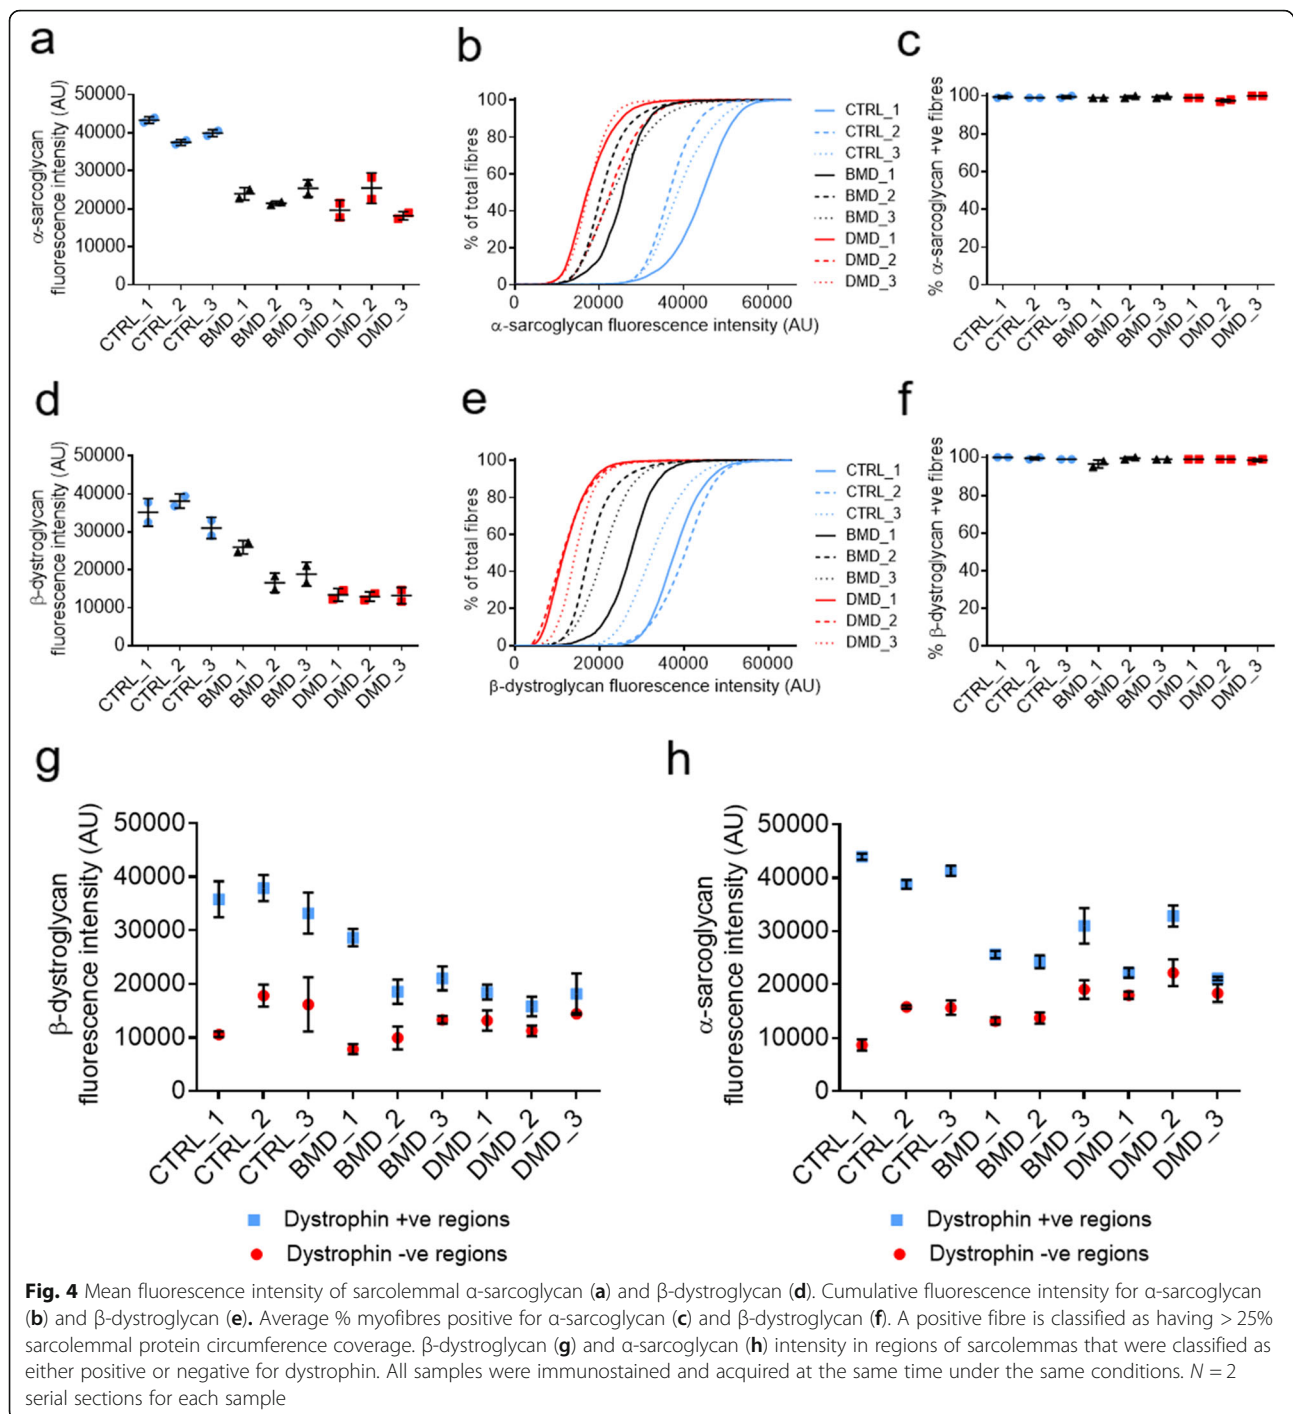 a
α-sarcoglycan
fluorescence intensity (AU)
50000
40000
30000
20000
10000
0
CTRL_1
CTRL_2
CTRL_3
BMD_1
BMD_2
BMD_3
DMD_1
DMD_2
DMD_3
b
% of total fibres
100
80
60
40
20
0
0
20000
40000
60000
α-sarcoglycan fluorescence intensity (AU)
CTRL_1
CTRL_2
CTRL_3
BMD_1
BMD_2
BMD_3
DMD_1
DMD_2
DMD_3
c
% α-sarcoglycan +ve fibres
100
80
60
40
20
0
CTRL_1
CTRL_2
CTRL_3
BMD_1
BMD_2
BMD_3
DMD_1
DMD_2
DMD_3
d
β-dystroglycan
fluorescence intensity (AU)
50000
40000
30000
20000
10000
0
CTRL_1
CTRL_2
CTRL_3
BMD_1
BMD_2
BMD_3
DMD_1
DMD_2
DMD_3
e
% of total fibres
100
80
60
40
20
0
0
20000
40000
60000
β-dystroglycan fluorescence intensity (AU)
CTRL_1
CTRL_2
CTRL_3
BMD_1
BMD_2
BMD_3
DMD_1
DMD_2
DMD_3
f
% β-dystroglycan +ve fibres
100
80
60
40
20
0
CTRL_1
CTRL_2
CTRL_3
BMD_1
BMD_2
BMD_3
DMD_1
DMD_2
DMD_3
g
β-dystroglycan
fluorescence intensity (AU)
50000
40000
30000
20000
10000
0
CTRL_1
CTRL_2
CTRL_3
BMD_1
BMD_2
BMD_3
DMD_1
DMD_2
DMD_3
Dystrophin +ve regions
Dystrophin -ve regions
h
α-sarcoglycan
fluorescence intensity (AU)
50000
40000
30000
20000
10000
0
CTRL_1
CTRL_2
CTRL_3
BMD_1
BMD_2
BMD_3
DMD_1
DMD_2
DMD_3
Dystrophin +ve regions
Dystrophin -ve regions
Fig. 4 Mean fluorescence intensity of sarcolemmal α-sarcoglycan (a) and β-dystroglycan (d). Cumulative fluorescence intensity for α-sarcoglycan
(b) and β-dystroglycan (e). Average % myofibres positive for α-sarcoglycan (c) and β-dystroglycan (f). A positive fibre is classified as having > 25%
sarcolemmal protein circumference coverage. β-dystroglycan (g) and α-sarcoglycan (h) intensity in regions of sarcolemmas that were classified as
either positive or negative for dystrophin. All samples were immunostained and acquired at the same time under the same conditions. N = 2
serial sections for each sample